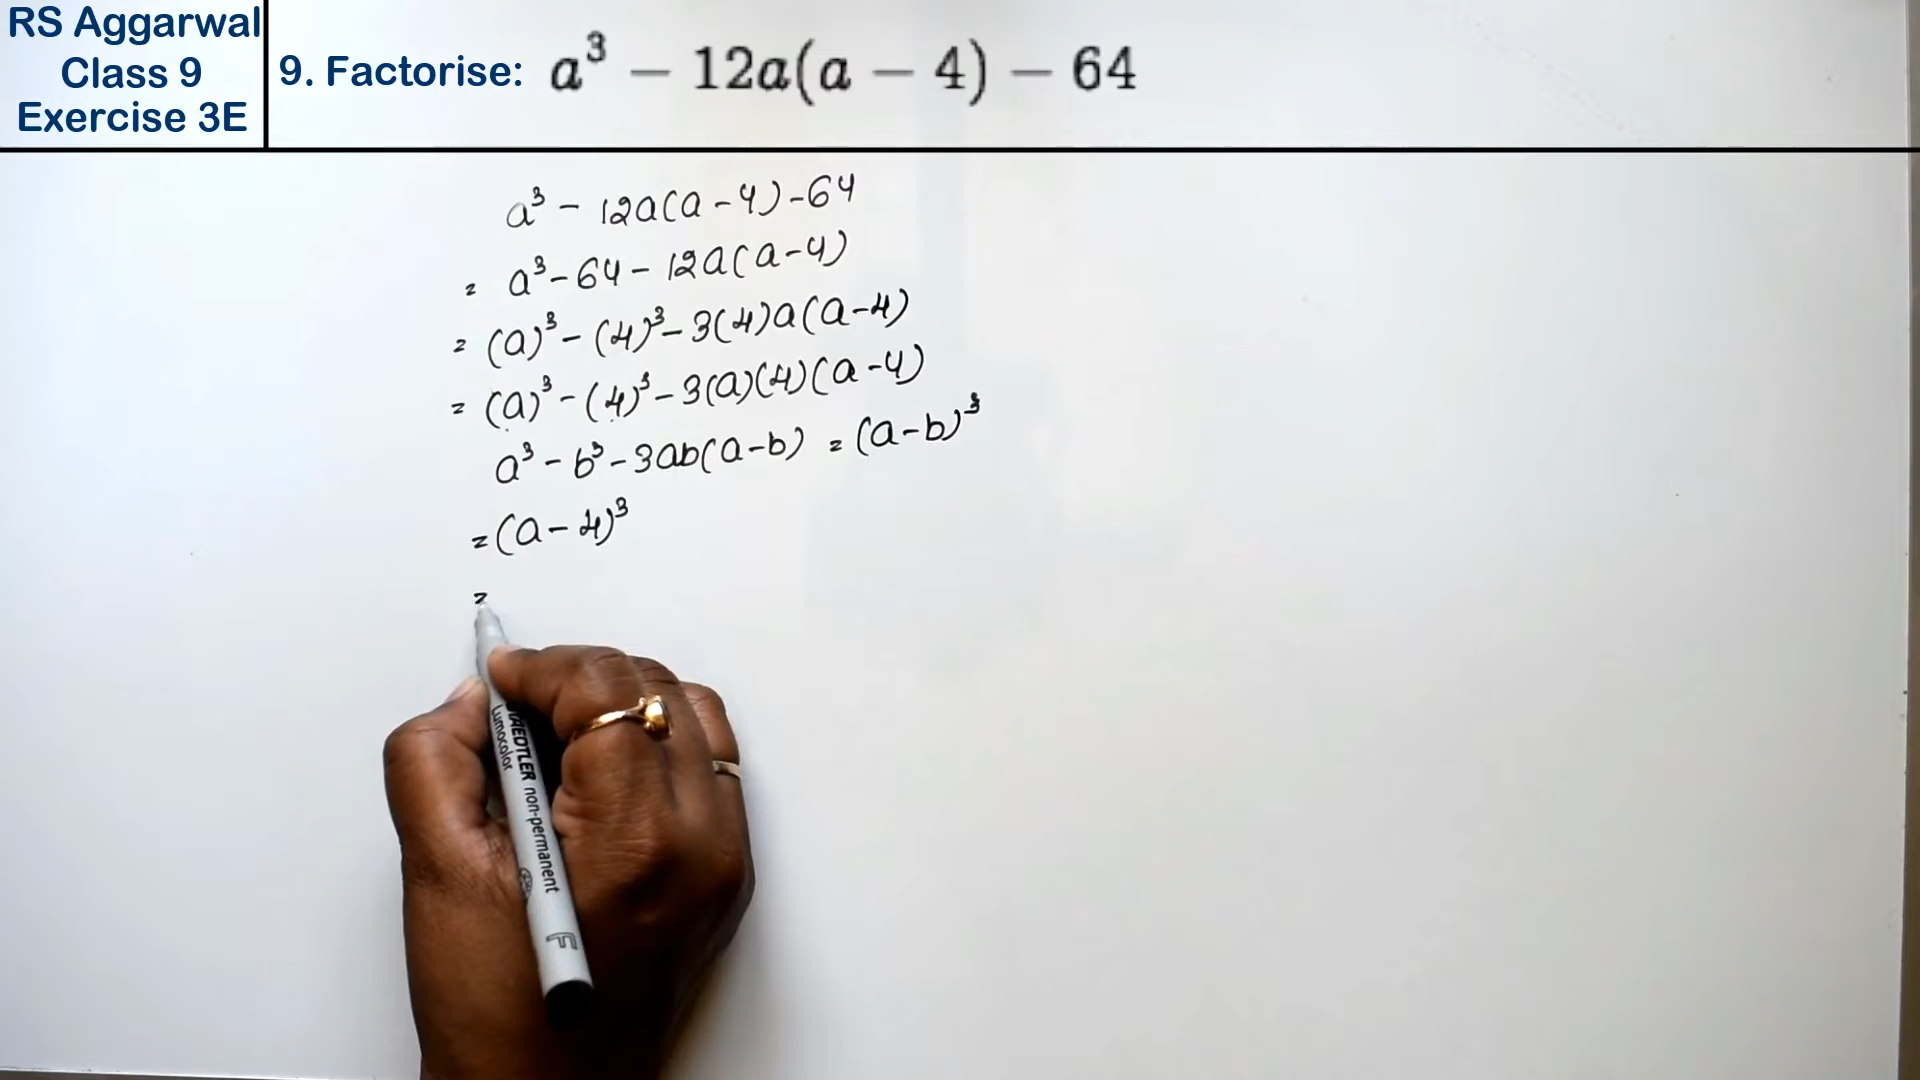 RS Aggarwal
Class 9
Exercise 3E
9. Factorise: a³ − 12a(a − 4) − 64
a³ - 12a(a - 4) - 64
= a³ - 64 - 12a(a - 4)
= (a)³ - (4)³ - 3(4)a(a - 4)
= (a)³ - (4)³ - 3(a)(4)(a - 4)
a³ - b³ - 3ab(a - b) = (a - b)³
= (a - 4)³
=
STAEDTLER non-permanent
Lumocolor
F